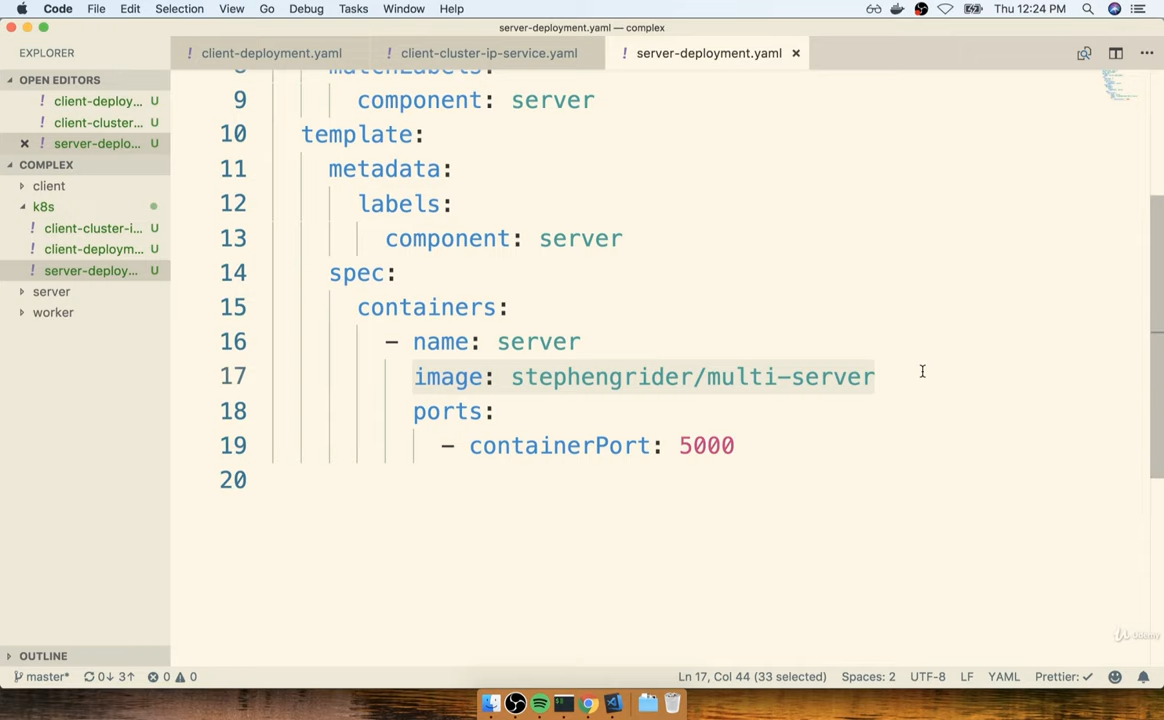 Code File Edit Selection View Go Debug Tasks Window Help Thu 12:24 PM
server-deployment.yaml — complex
EXPLORER
! client-deployment.yaml ! client-cluster-ip-service.yaml ! server-deployment.yaml ×
OPEN EDITORS
! client-deploy... U
! client-cluster... U
× ! server-deplo... U
COMPLEX
client
k8s
! client-cluster-i... U
! client-deploym... U
! server-deploy... U
server
worker
OUTLINE
8 matchLabels:
9 component: server
10 template:
11 metadata:
12 labels:
13 component: server
14 spec:
15 containers:
16 - name: server
17 image: stephengrider/multi-server
18 ports:
19 - containerPort: 5000
20
Udemy
master* 0↓ 3↑ 0 0 Ln 17, Col 44 (33 selected) Spaces: 2 UTF-8 LF YAML Prettier: ✓